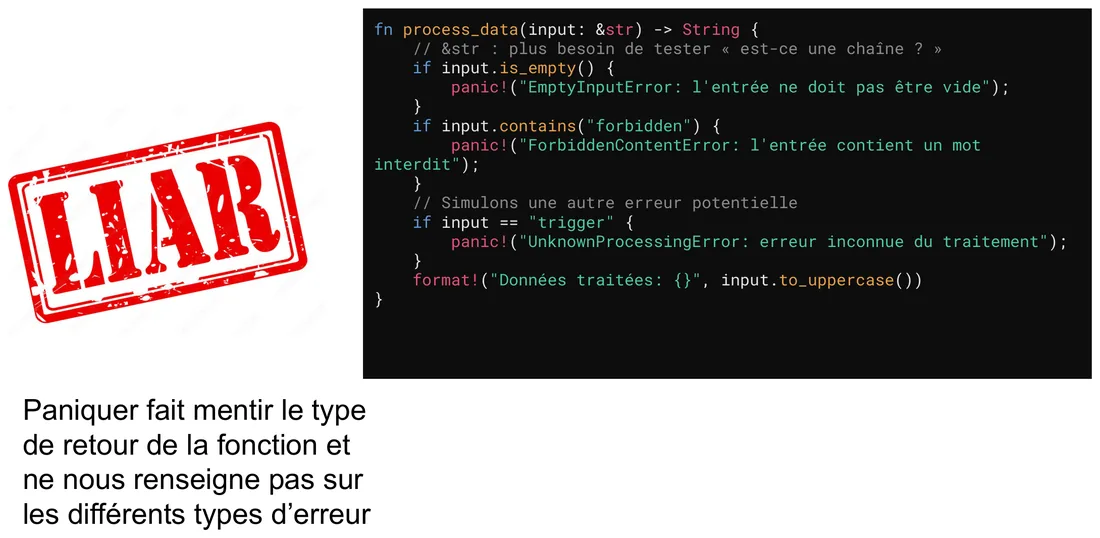 LIAR
fn process_data(input: &str) -> String {
    // &str : plus besoin de tester « est-ce une chaîne ? »
    if input.is_empty() {
        panic!("EmptyInputError: l'entrée ne doit pas être vide");
    }
    if input.contains("forbidden") {
        panic!("ForbiddenContentError: l'entrée contient un mot
interdit");
    }
    // Simulons une autre erreur potentielle
    if input == "trigger" {
        panic!("UnknownProcessingError: erreur inconnue du traitement");
    }
    format!("Données traitées: {}", input.to_uppercase())
}
Paniquer fait mentir le type
de retour de la fonction et
ne nous renseigne pas sur
les différents types d’erreur